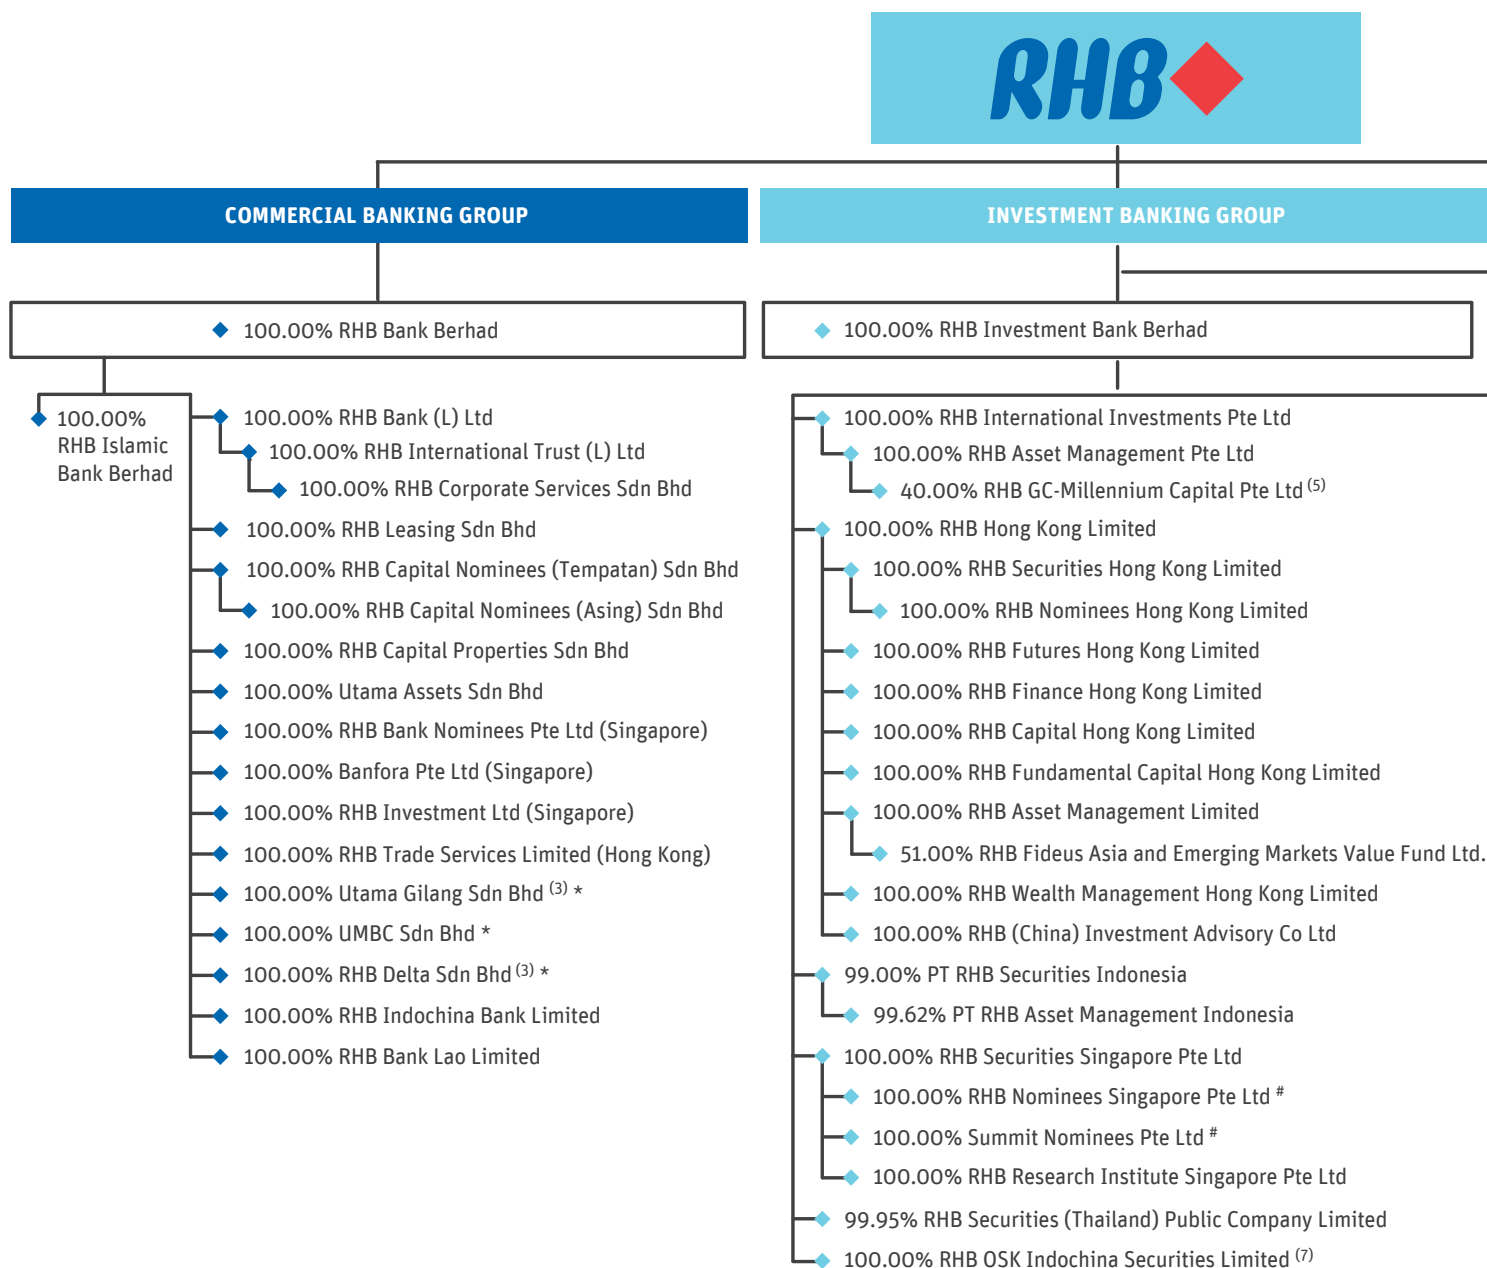 RHB
COMMERCIAL BANKING GROUP
100.00% RHB Bank Berhad
100.00%
RHB Islamic
Bank Berhad
100.00% RHB Bank (L) Ltd
100.00% RHB International Trust (L) Ltd
100.00% RHB Corporate Services Sdn Bhd
100.00% RHB Leasing Sdn Bhd
100.00% RHB Capital Nominees (Tempatan) Sdn Bhd
100.00% RHB Capital Nominees (Asing) Sdn Bhd
100.00% RHB Capital Properties Sdn Bhd
100.00% Utama Assets Sdn Bhd
100.00% RHB Bank Nominees Pte Ltd (Singapore)
100.00% Banfora Pte Ltd (Singapore)
100.00% RHB Investment Ltd (Singapore)
100.00% RHB Trade Services Limited (Hong Kong)
100.00% Utama Gilang Sdn Bhd (3) *
100.00% UMBC Sdn Bhd *
100.00% RHB Delta Sdn Bhd (3) *
100.00% RHB Indochina Bank Limited
100.00% RHB Bank Lao Limited
INVESTMENT BANKING GROUP
100.00% RHB Investment Bank Berhad
100.00% RHB International Investments Pte Ltd
100.00% RHB Asset Management Pte Ltd
40.00% RHB GC-Millennium Capital Pte Ltd (5)
100.00% RHB Hong Kong Limited
100.00% RHB Securities Hong Kong Limited
100.00% RHB Nominees Hong Kong Limited
100.00% RHB Futures Hong Kong Limited
100.00% RHB Finance Hong Kong Limited
100.00% RHB Capital Hong Kong Limited
100.00% RHB Fundamental Capital Hong Kong Limited
100.00% RHB Asset Management Limited
51.00% RHB Fideus Asia and Emerging Markets Value Fund Ltd.
100.00% RHB Wealth Management Hong Kong Limited
100.00% RHB (China) Investment Advisory Co Ltd
99.00% PT RHB Securities Indonesia
99.62% PT RHB Asset Management Indonesia
100.00% RHB Securities Singapore Pte Ltd
100.00% RHB Nominees Singapore Pte Ltd #
100.00% Summit Nominees Pte Ltd #
100.00% RHB Research Institute Singapore Pte Ltd
99.95% RHB Securities (Thailand) Public Company Limited
100.00% RHB OSK Indochina Securities Limited (7)